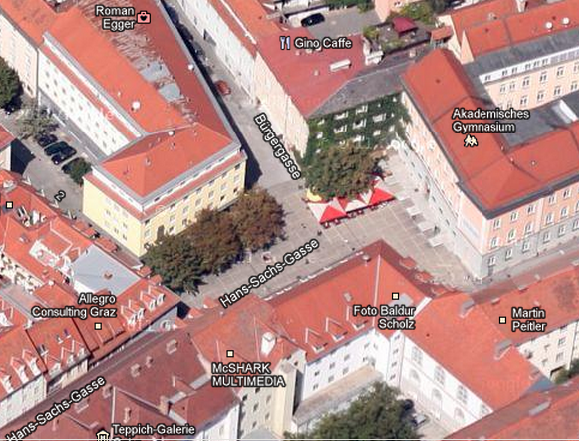 Roman
Egger
Gino Caffe
Akademisches
Gymnasium
Bürgergasse
2
Hans-Sachs-Gasse
Allegro
Consulting Graz
Foto Baldur
Scholz
Martin
Peitler
McSHARK
MULTIMEDIA
Hans-Sachs-Gasse
Teppich-Galerie